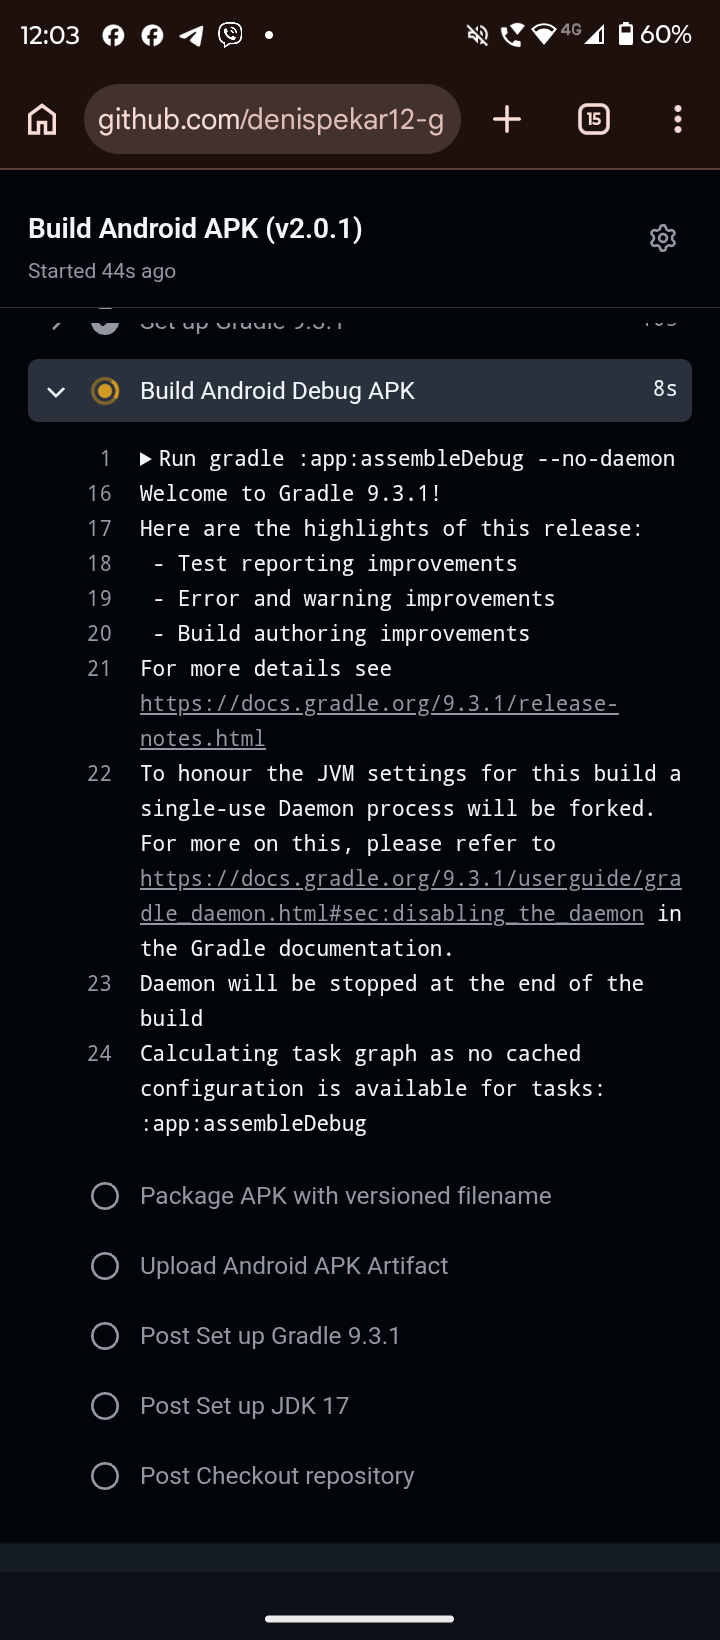 12:03
4G
60%
github.com/denispekar12-g
15
Build Android APK (v2.0.1)
Started 44s ago
Set up Gradle 9.3.1
Build Android Debug APK 8s
1 Run gradle :app:assembleDebug --no-daemon
16 Welcome to Gradle 9.3.1!
17 Here are the highlights of this release:
18 - Test reporting improvements
19 - Error and warning improvements
20 - Build authoring improvements
21 For more details see
https://docs.gradle.org/9.3.1/release-
notes.html
22 To honour the JVM settings for this build a
single-use Daemon process will be forked.
For more on this, please refer to
https://docs.gradle.org/9.3.1/userguide/gra
dle_daemon.html#sec:disabling_the_daemon in
the Gradle documentation.
23 Daemon will be stopped at the end of the
build
24 Calculating task graph as no cached
configuration is available for tasks:
:app:assembleDebug
Package APK with versioned filename
Upload Android APK Artifact
Post Set up Gradle 9.3.1
Post Set up JDK 17
Post Checkout repository